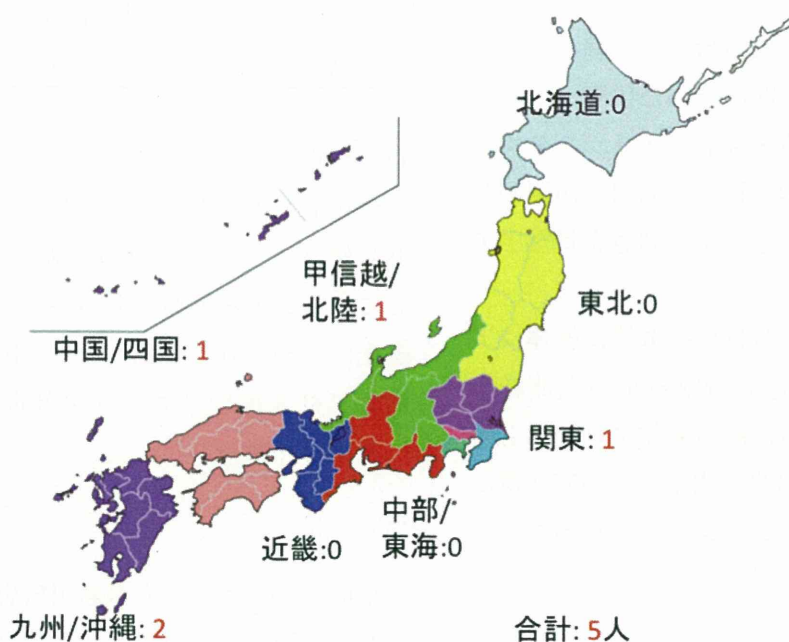 北海道:0
甲信越/
北陸: 1
東北:0
中国/四国: 1
関東: 1
中部/
東海:0
近畿:0
九州/沖縄: 2
合計: 5人